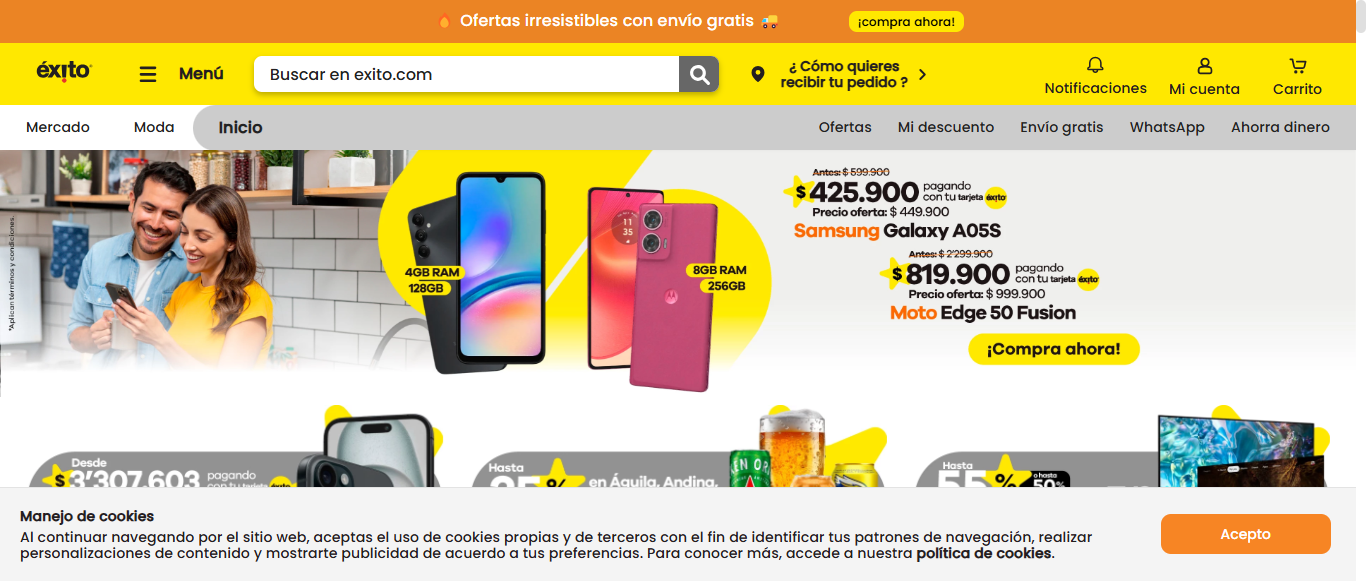 Ofertas irresistibles con envío gratis
¡compra ahora!
éxito
Menú
Buscar en exito.com
¿ Cómo quieres
recibir tu pedido ?
Notificaciones
Mi cuenta
Carrito
Mercado
Moda
Inicio
Ofertas
Mi descuento
Envío gratis
WhatsApp
Ahorra dinero
*Aplican términos y condiciones.
4GB RAM
128GB
11
35
8GB RAM
256GB
Antes: $ 599.900
$ 425.900 pagando
con tu tarjeta éxito
Precio oferta: $ 449.900
Samsung Galaxy A05S
Antes: $ 2'299.900
$ 819.900 pagando
con tu tarjeta éxito
Precio oferta: $ 999.900
Moto Edge 50 Fusion
¡Compra ahora!
Desde
$ 3'307.603 pagando
con tu tarjeta éxito
Hasta
% en Águila, Andina,
Hasta
55% o hasta
50%
Manejo de cookies
Al continuar navegando por el sitio web, aceptas el uso de cookies propias y de terceros con el fin de identificar tus patrones de navegación, realizar
personalizaciones de contenido y mostrarte publicidad de acuerdo a tus preferencias. Para conocer más, accede a nuestra política de cookies.
Acepto